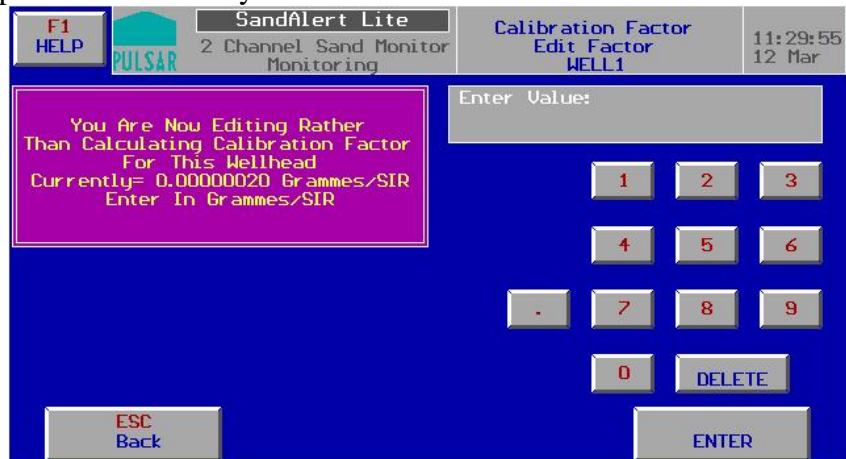 F1
HELP
PULSAR
SandAlert Lite
2 Channel Sand Monitor
Monitoring
Calibration Factor
Edit Factor
WELL1
11:29:55
12 Mar
You Are Now Editing Rather
Than Calculating Calibration Factor
For This Wellhead
Currently= 0.00000020 Grammes/SIR
Enter In Grammes/SIR
Enter Value:
1 2 3
4 5 6
. 7 8 9
0 DELETE
ESC
Back
ENTER